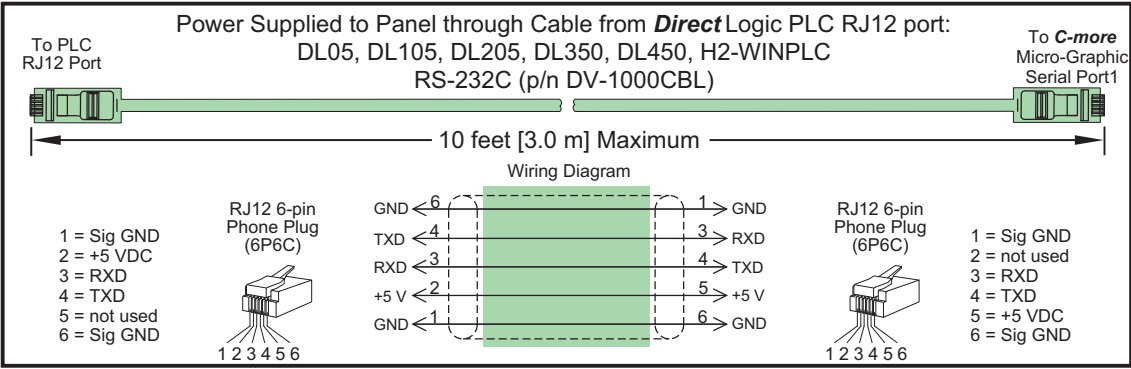 Power Supplied to Panel through Cable from DirectLogic PLC RJ12 port:
DL05, DL105, DL205, DL350, DL450, H2-WINPLC
RS-232C (p/n DV-1000CBL)
To PLC
RJ12 Port
To C-more
Micro-Graphic
Serial Port1
10 feet [3.0 m] Maximum
Wiring Diagram
1 = Sig GND
2 = +5 VDC
3 = RXD
4 = TXD
5 = not used
6 = Sig GND
RJ12 6-pin
Phone Plug
(6P6C)
1 2 3 4 5 6
GND 6 1 GND
TXD 4 3 RXD
RXD 3 4 TXD
+5 V 2 5 +5 V
GND 1 6 GND
RJ12 6-pin
Phone Plug
(6P6C)
1 2 3 4 5 6
1 = Sig GND
2 = not used
3 = RXD
4 = TXD
5 = +5 VDC
6 = Sig GND